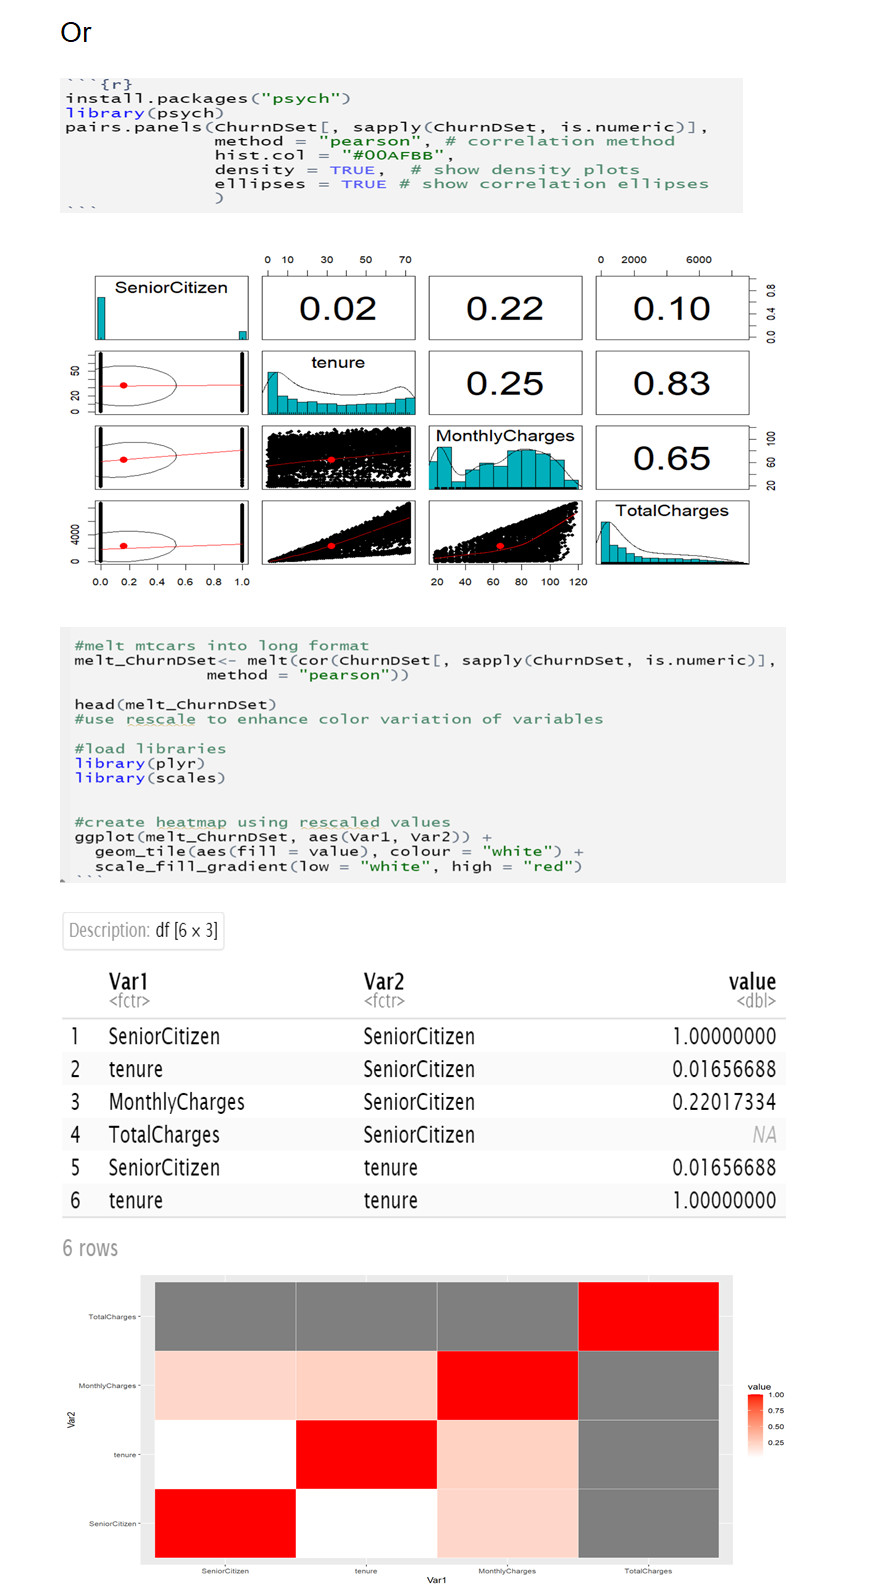 Or
```{r}
install.packages("psych")
library(psych)
pairs.panels(ChurnDSet[, sapply(ChurnDSet, is.numeric)],
method = "pearson", # correlation method
hist.col = "#00AFBB",
density = TRUE, # show density plots
ellipses = TRUE # show correlation ellipses
)
```
0 10 30 50 70
0 2000 6000
SeniorCitizen
0.02
0.22
0.10
0.0 0.4 0.8
0 20 50
tenure
0.25
0.83
MonthlyCharges
0.65
20 60 100
0 4000
TotalCharges
0.0 0.2 0.4 0.6 0.8 1.0
20 40 60 80 100 120
#melt mtcars into long format
melt_ChurnDSet<- melt(cor(ChurnDSet[, sapply(ChurnDSet, is.numeric)],
method = "pearson"))
head(melt_ChurnDSet)
#use rescale to enhance color variation of variables
#load libraries
library(plyr)
library(scales)
#create heatmap using rescaled values
ggplot(melt_ChurnDSet, aes(Var1, Var2)) +
geom_tile(aes(fill = value), colour = "white") +
scale_fill_gradient(low = "white", high = "red")
```
Description: df [6 x 3]
Var1 Var2 value
<fctr> <fctr> <dbl>
1 SeniorCitizen SeniorCitizen 1.00000000
2 tenure SeniorCitizen 0.01656688
3 MonthlyCharges SeniorCitizen 0.22017334
4 TotalCharges SeniorCitizen NA
5 SeniorCitizen tenure 0.01656688
6 tenure tenure 1.00000000
6 rows
TotalCharges
MonthlyCharges
tenure
SeniorCitizen
Var2
value
1.00
0.75
0.50
0.25
SeniorCitizen tenure MonthlyCharges TotalCharges
Var1